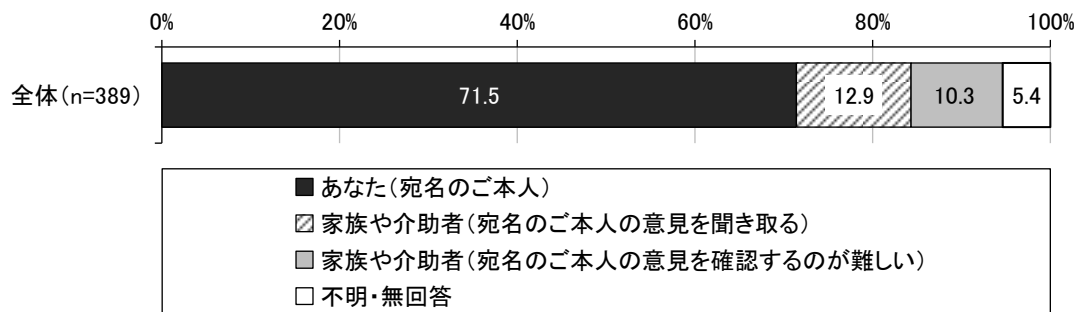 0% 20% 40% 60% 80% 100%
全体(n=389) 71.5 12.9 10.3 5.4
あなた(宛名のご本人)
家族や介助者(宛名のご本人の意見を聞き取る)
家族や介助者(宛名のご本人の意見を確認するのが難しい)
不明・無回答